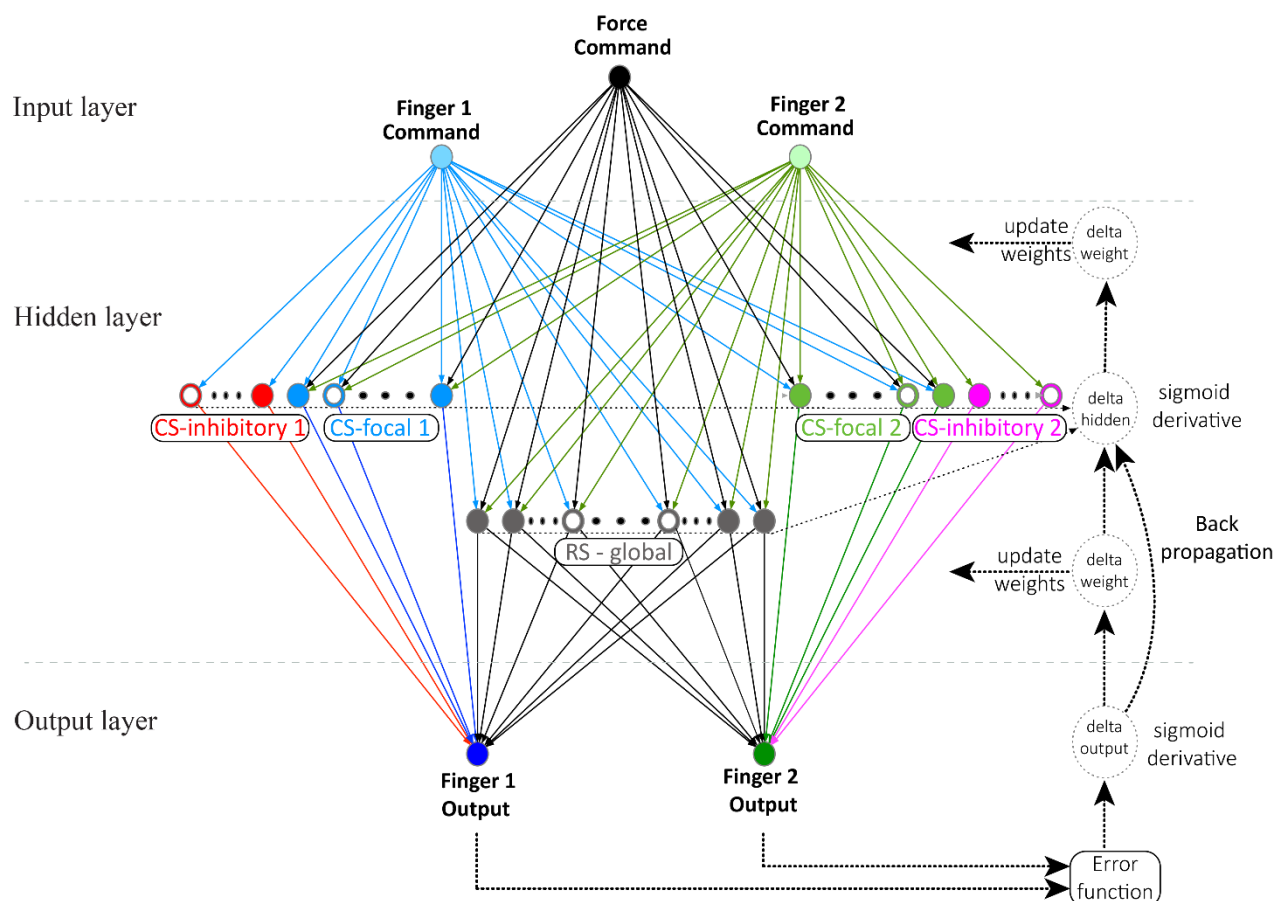 Force
Command
Input layer
Finger 1
Command
Finger 2
Command
update
weights
delta
weight
Hidden layer
CS-inhibitory 1
CS-focal 1
CS-focal 2
CS-inhibitory 2
delta
hidden
sigmoid
derivative
RS - global
Back
propagation
update
weights
delta
weight
Output layer
delta
output
sigmoid
derivative
Finger 1
Output
Finger 2
Output
Error
function